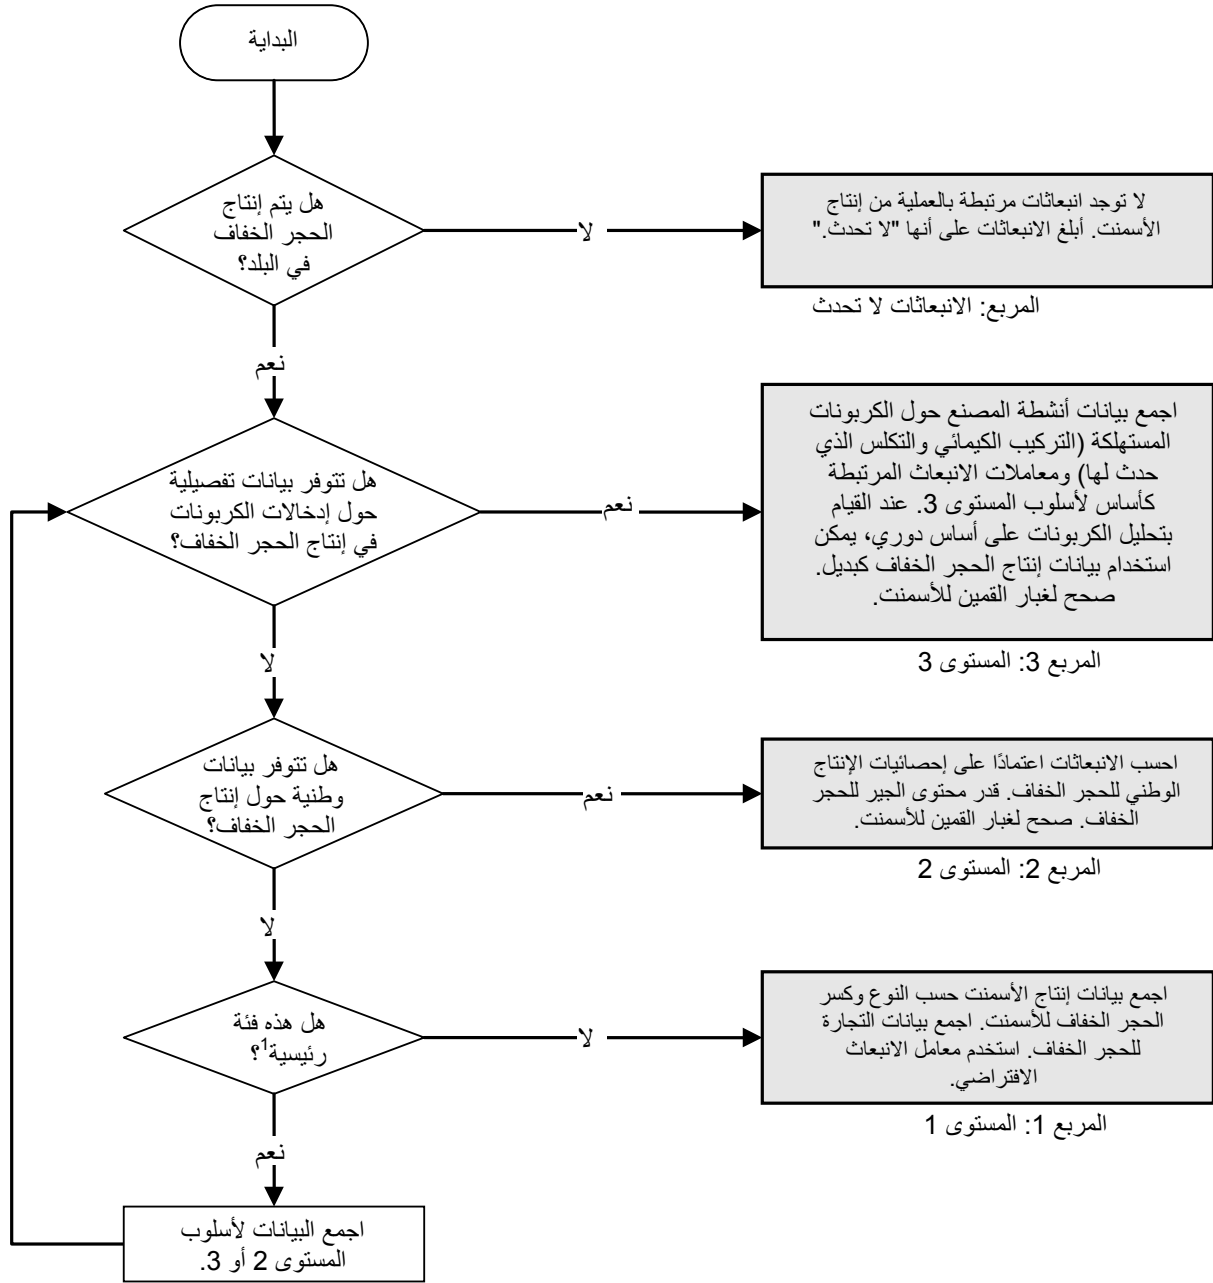 البداية
هل يتم إنتاج
الحجر الخفاف
في البلد؟
لا
لا توجد انبعاثات مرتبطة بالعملية من إنتاج
الأسمنت. أبلغ الانبعاثات على أنها "لا تحدث."
المربع: الانبعاثات لا تحدث
نعم
هل تتوفر بيانات تفصيلية
حول إدخالات الكربونات
في إنتاج الحجر الخفاف؟
نعم
اجمع بيانات أنشطة المصنع حول الكربونات
المستهلكة (التركيب الكيمائي والتكلس الذي
حدث لها) ومعاملات الانبعاث المرتبطة
كأساس لأسلوب المستوى 3. عند القيام
بتحليل الكربونات على أساس دوري، يمكن
استخدام بيانات إنتاج الحجر الخفاف كبديل.
صحح لغبار القمين للأسمنت.
المربع 3: المستوى 3
لا
هل تتوفر بيانات
وطنية حول إنتاج
الحجر الخفاف؟
نعم
احسب الانبعاثات اعتمادًا على إحصائيات الإنتاج
الوطني للحجر الخفاف. قدر محتوى الجير للحجر
الخفاف. صحح لغبار القمين للأسمنت.
المربع 2: المستوى 2
لا
هل هذه فئة
رئيسية1؟
لا
اجمع بيانات إنتاج الأسمنت حسب النوع وكسر
الحجر الخفاف للأسمنت. اجمع بيانات التجارة
للحجر الخفاف. استخدم معامل الانبعاث
الافتراضي.
المربع 1: المستوى 1
نعم
اجمع البيانات لأسلوب
المستوى 2 أو 3.